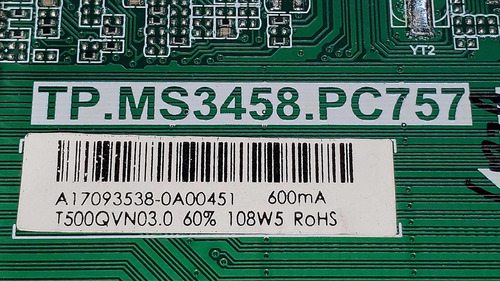 YT2
TP.MS3458.PC757
A17093538-0A00451 600mA
T500QVN03.0 60% 108W5 RoHS